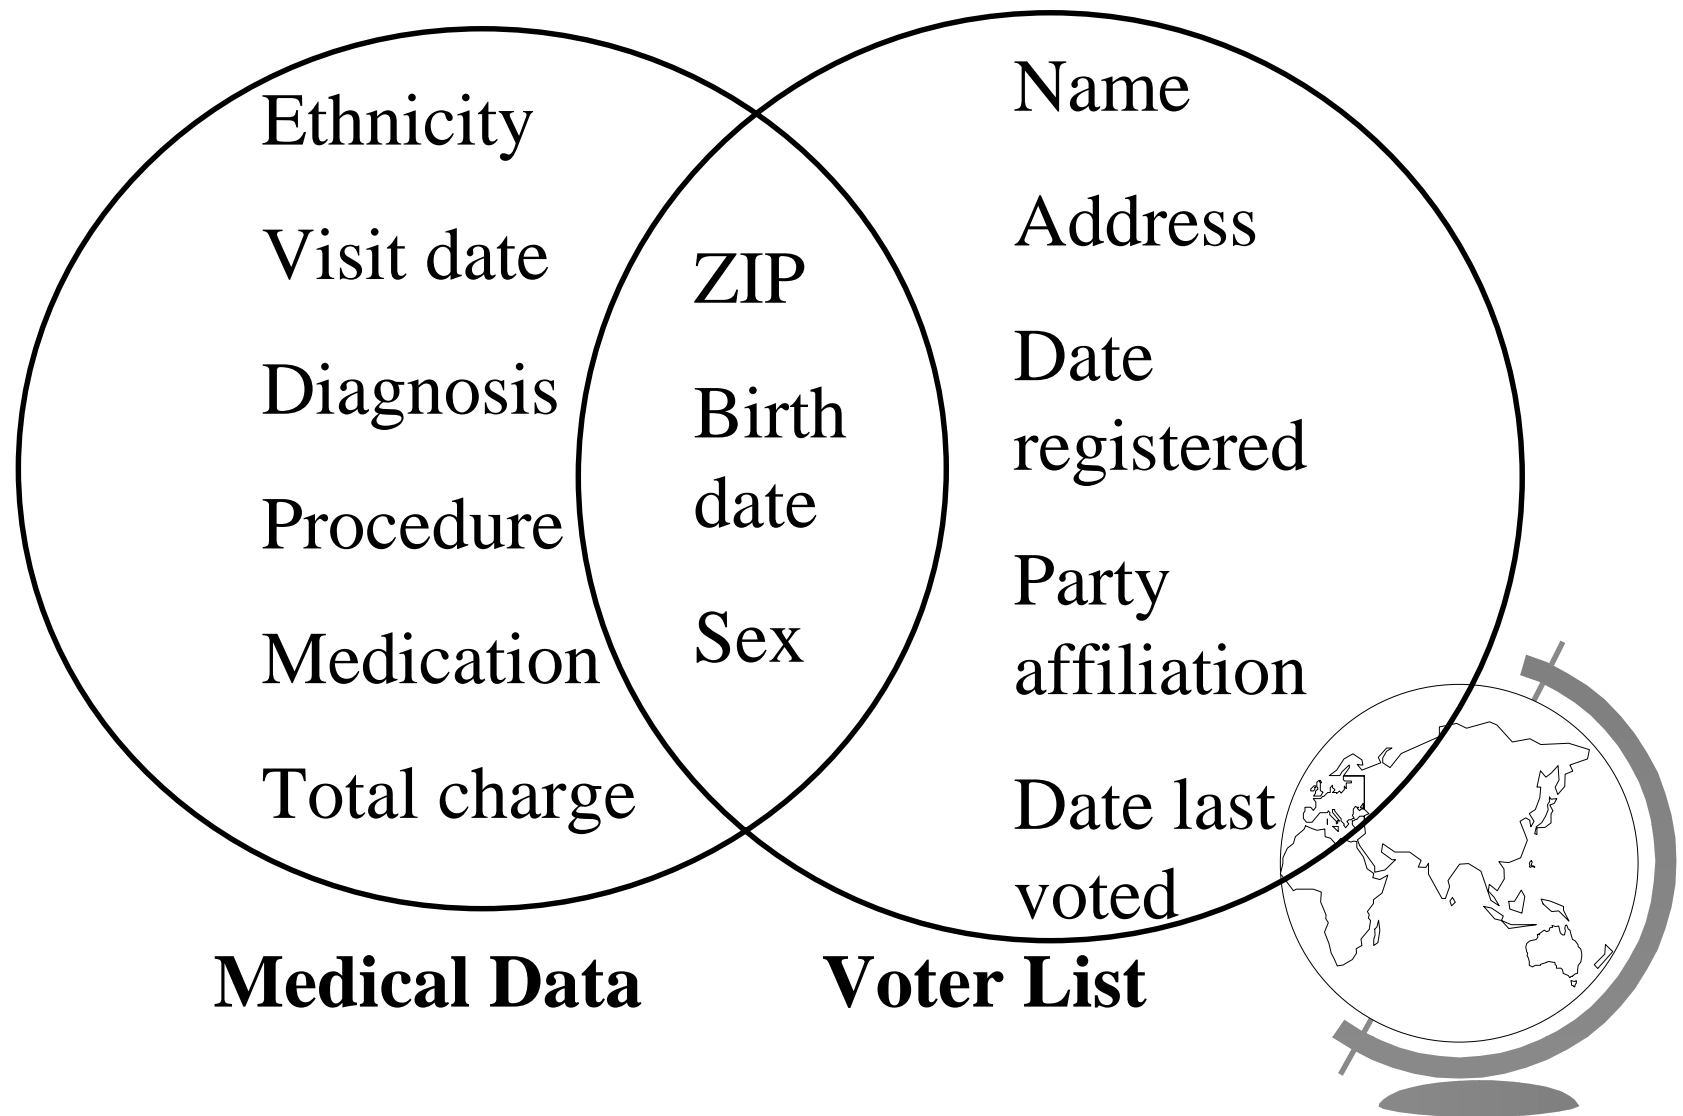 Ethnicity
Visit date
Diagnosis
Procedure
Medication
Total charge
ZIP
Birth
date
Sex
Name
Address
Date
registered
Party
affiliation
Date last
voted
Medical Data
Voter List